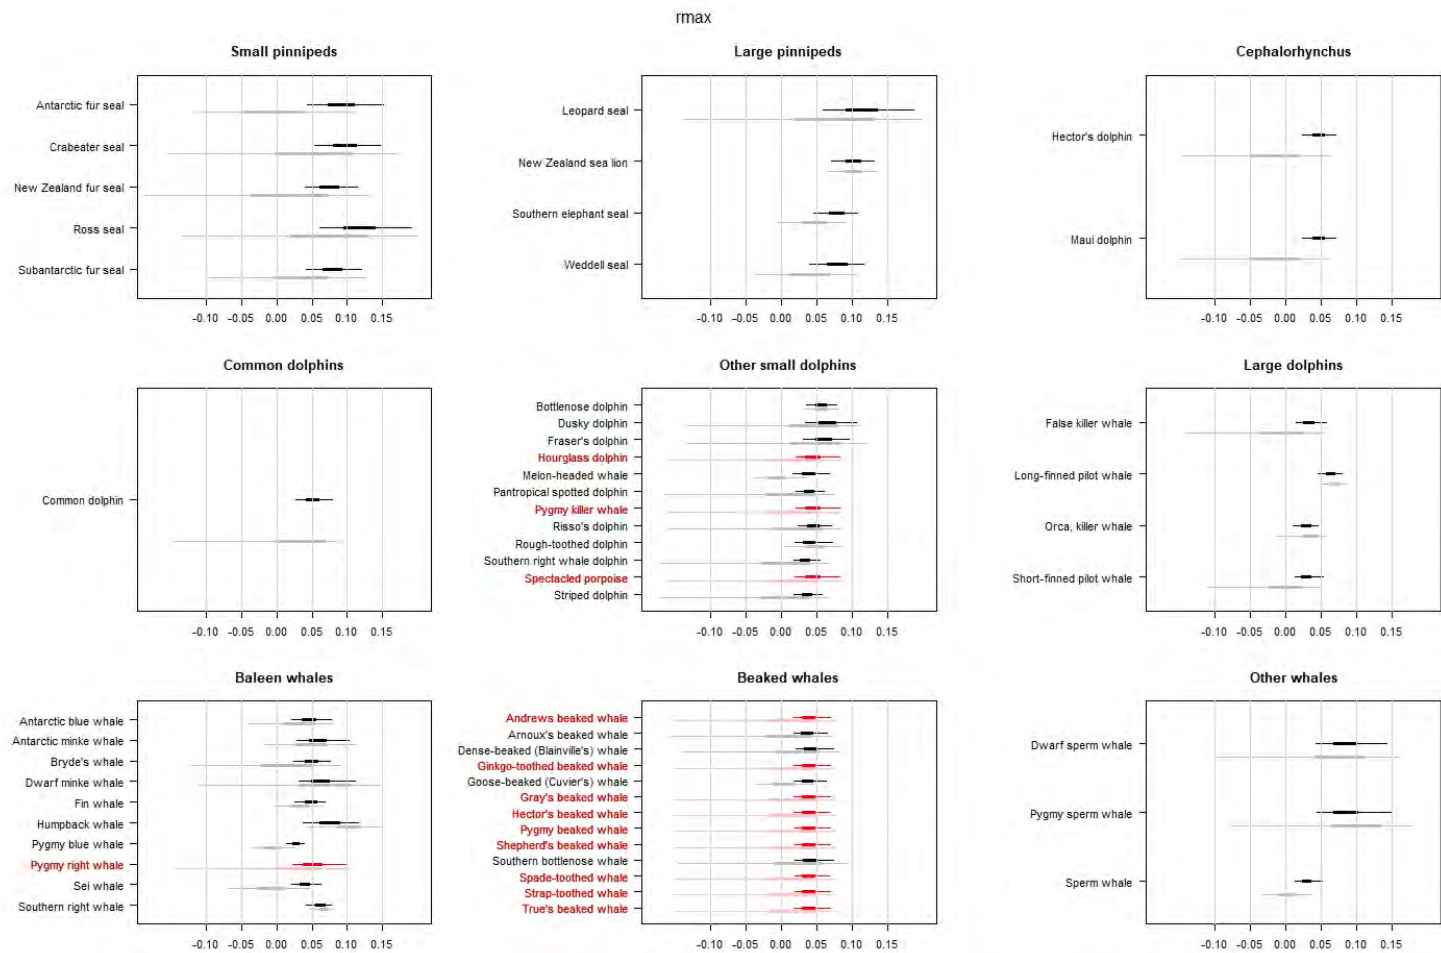 rmax
Small pinnipeds
Antarctic fur seal
Crabeater seal
New Zealand fur seal
Ross seal
Subantarctic fur seal
-0.10 -0.05 0.00 0.05 0.10 0.15
Large pinnipeds
Leopard seal
New Zealand sea lion
Southern elephant seal
Weddell seal
-0.10 -0.05 0.00 0.05 0.10 0.15
Cephalorhynchus
Hector's dolphin
Maui dolphin
-0.10 -0.05 0.00 0.05 0.10 0.15
Common dolphins
Common dolphin
-0.10 -0.05 0.00 0.05 0.10 0.15
Other small dolphins
Bottlenose dolphin
Dusky dolphin
Fraser's dolphin
Hourglass dolphin
Melon-headed whale
Pantropical spotted dolphin
Pygmy killer whale
Risso's dolphin
Rough-toothed dolphin
Southern right whale dolphin
Spectacled porpoise
Striped dolphin
-0.10 -0.05 0.00 0.05 0.10 0.15
Large dolphins
False killer whale
Long-finned pilot whale
Orca, killer whale
Short-finned pilot whale
-0.10 -0.05 0.00 0.05 0.10 0.15
Baleen whales
Antarctic blue whale
Antarctic minke whale
Bryde's whale
Dwarf minke whale
Fin whale
Humpback whale
Pygmy blue whale
Pygmy right whale
Sei whale
Southern right whale
-0.10 -0.05 0.00 0.05 0.10 0.15
Beaked whales
Andrews beaked whale
Arnoux's beaked whale
Dense-beaked (Blainville's) whale
Ginkgo-toothed beaked whale
Goose-beaked (Cuvier's) whale
Gray's beaked whale
Hector's beaked whale
Pygmy beaked whale
Shepherd's beaked whale
Southern bottlenose whale
Spade-toothed whale
Strap-toothed whale
True's beaked whale
-0.10 -0.05 0.00 0.05 0.10 0.15
Other whales
Dwarf sperm whale
Pygmy sperm whale
Sperm whale
-0.10 -0.05 0.00 0.05 0.10 0.15